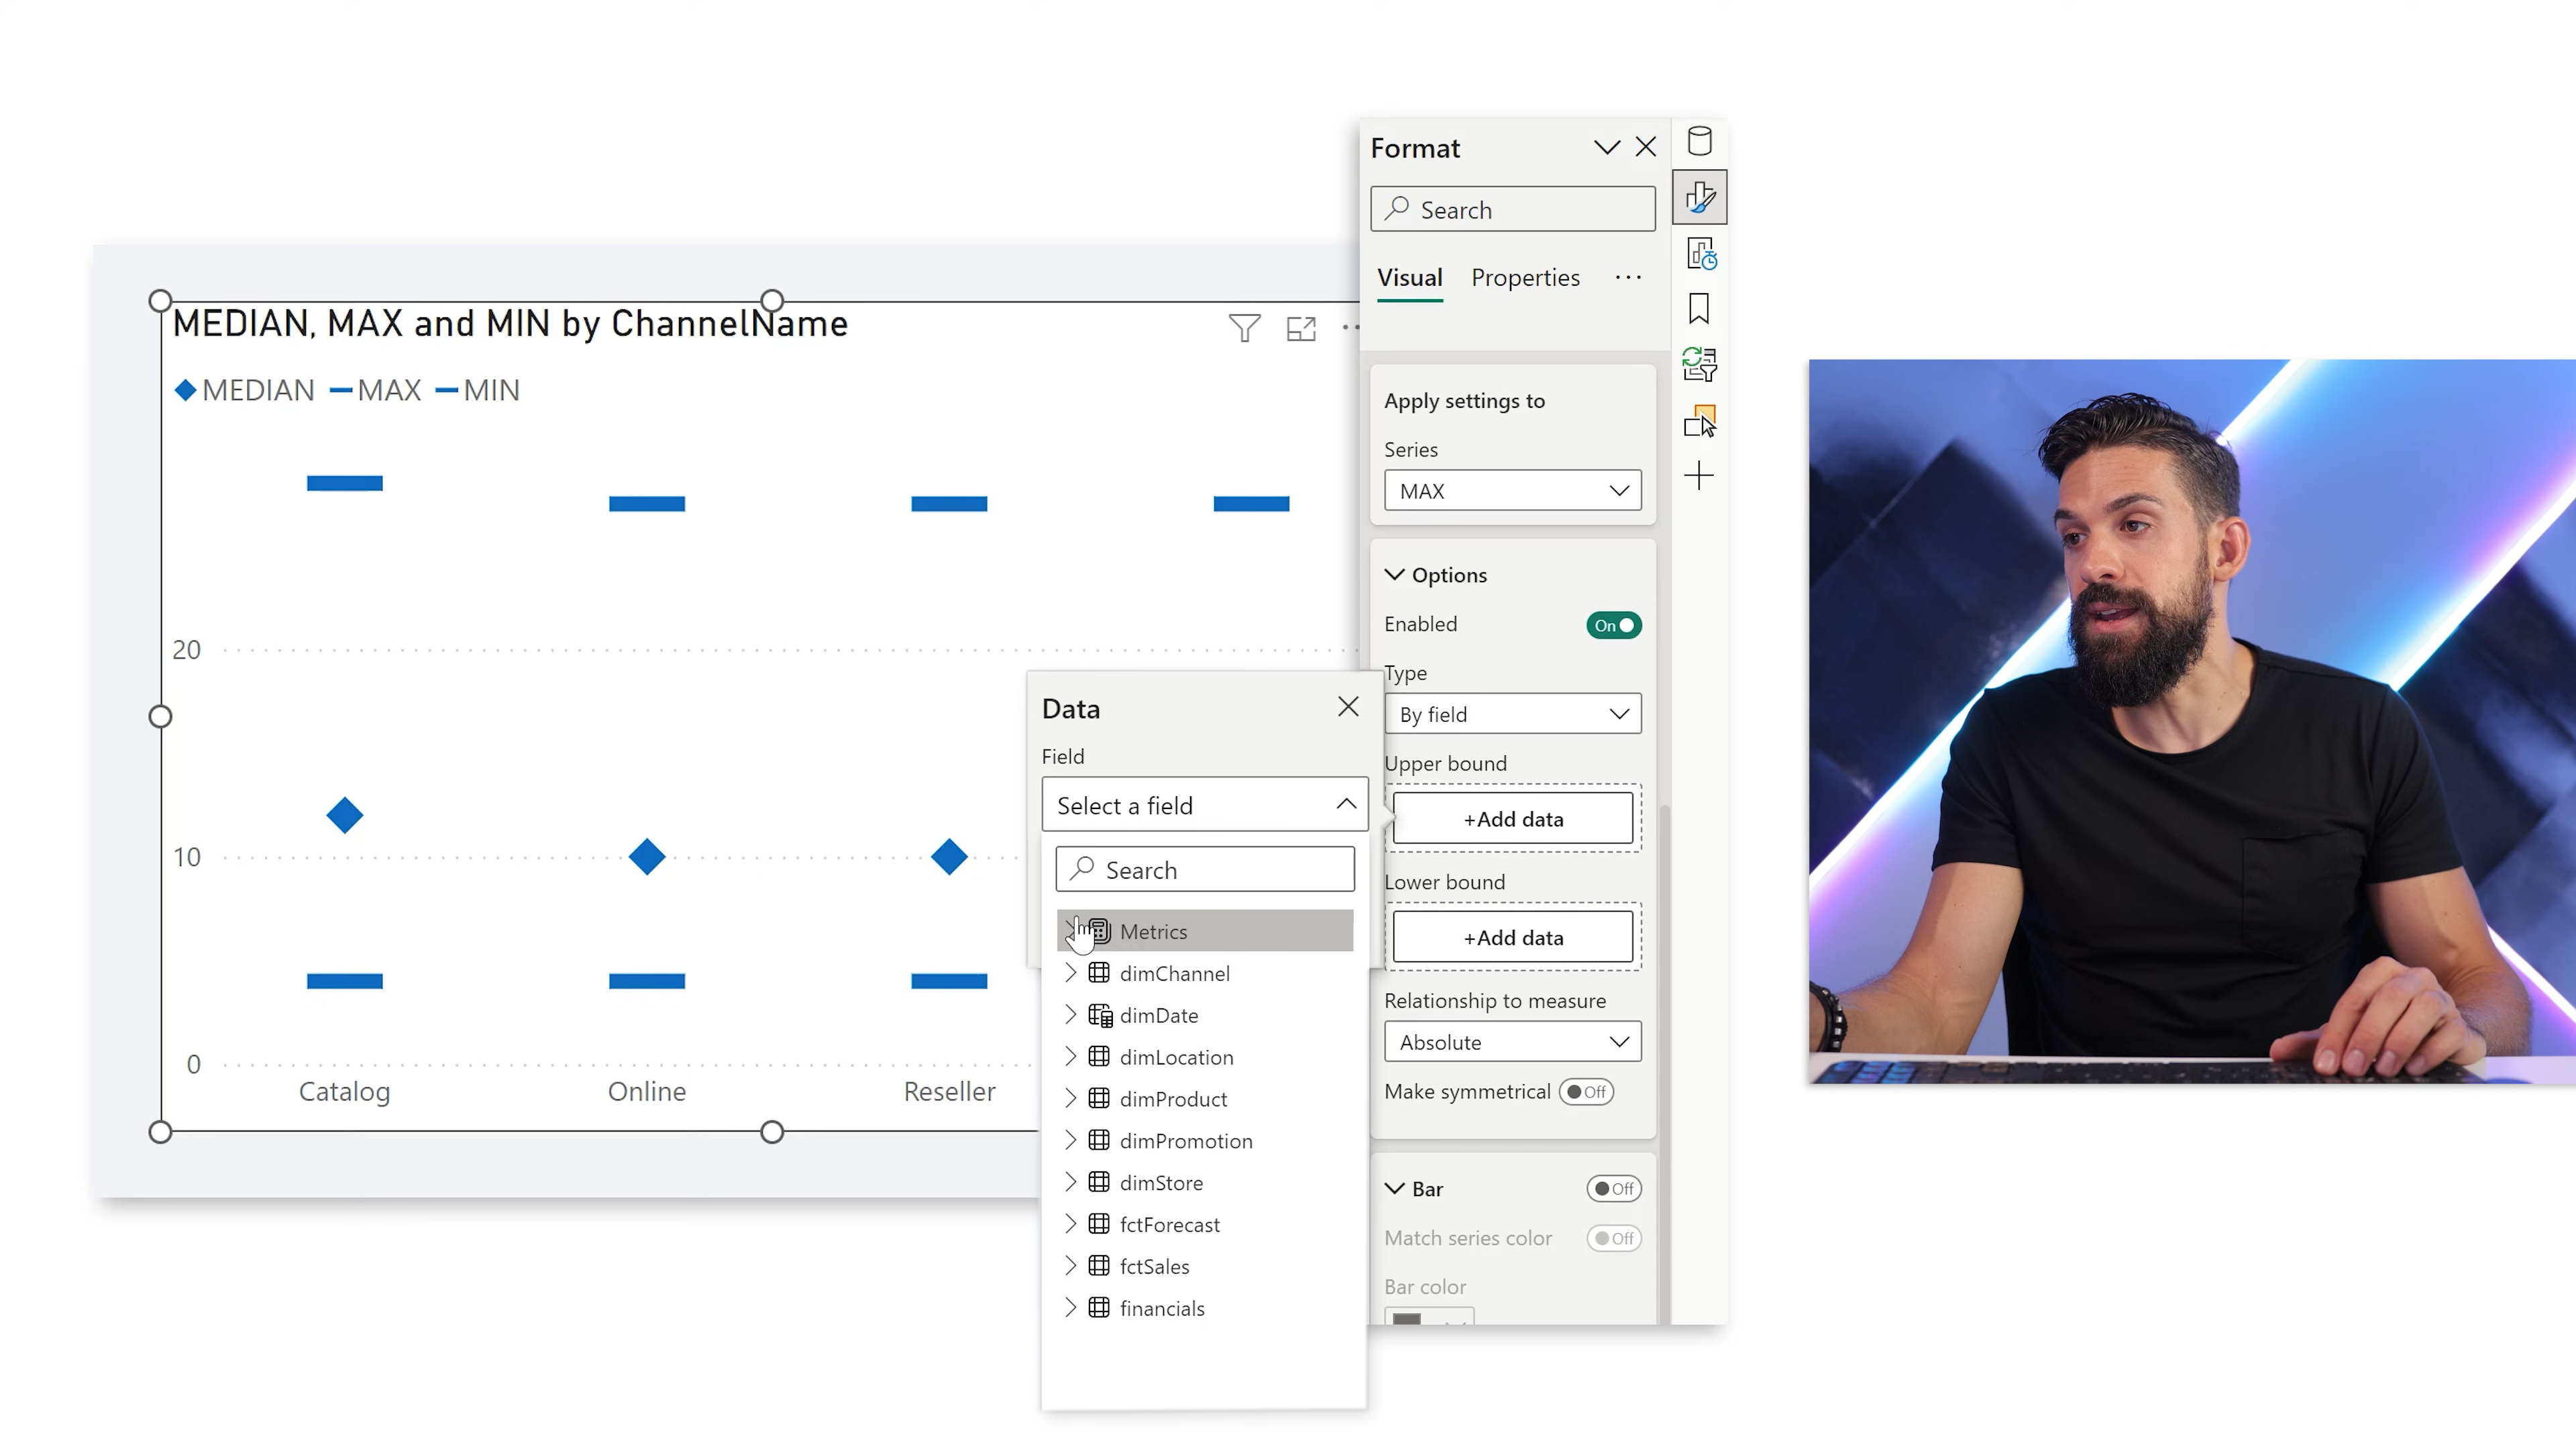 MEDIAN, MAX and MIN by ChannelName
MEDIAN MAX MIN
20
10
0
Catalog Online Reseller
Data
Field
Select a field
Search
Metrics
dimChannel
dimDate
dimLocation
dimProduct
dimPromotion
dimStore
fctForecast
fctSales
financials
Format
Search
Visual Properties
Apply settings to
Series
MAX
Options
Enabled On
Type
By field
Upper bound
+Add data
Lower bound
+Add data
Relationship to measure
Absolute
Make symmetrical Off
Bar Off
Match series color Off
Bar color